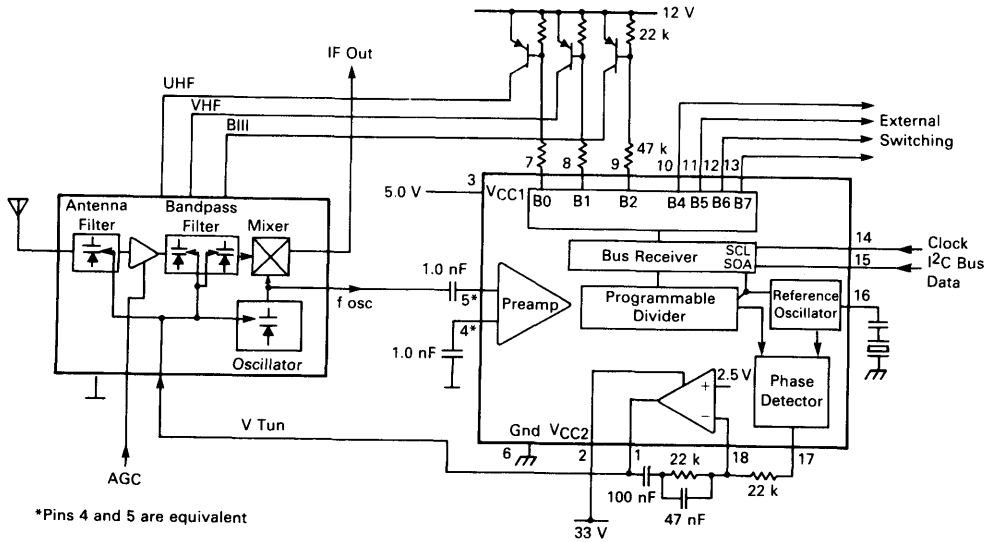 12 V
22 k
IF Out
UHF
VHF
BIII
External
Switching
47 k
7
8
9
10
11
12
13
3
5.0 V
VCC1
B0
B1
B2
B4
B5
B6
B7
Antenna
Filter
Bandpass
Filter
Mixer
14
Clock
SCL
Bus Receiver
SOA
15
I2C Bus
Data
1.0 nF
f osc
5*
Preamp
Programmable
Divider
Reference
Oscillator
16
4*
1.0 nF
Oscillator
+
2.5 V
−
Phase
Detector
V Tun
Gnd
VCC2
6
2
1
22 k
18
17
AGC
100 nF
47 nF
22 k
33 V
*Pins 4 and 5 are equivalent